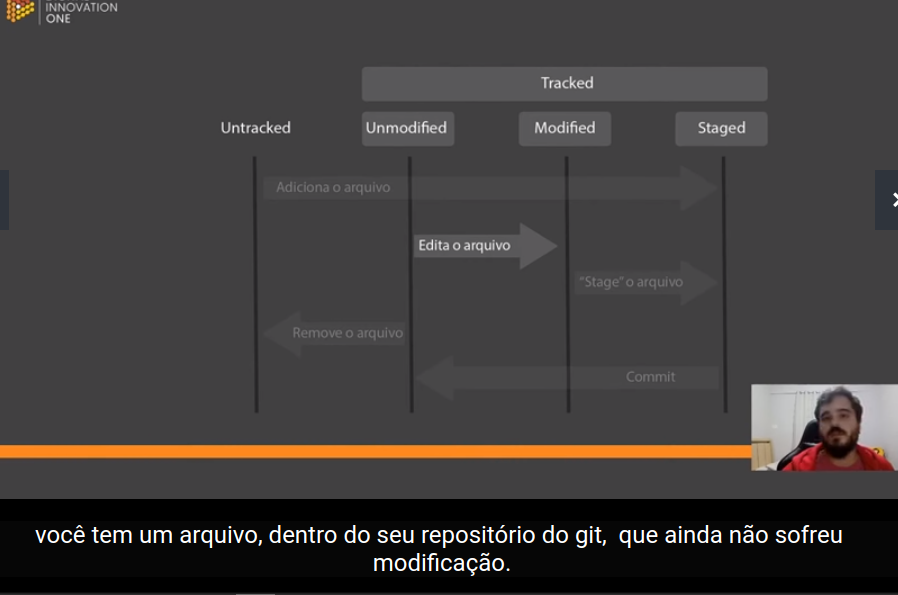 INNOVATION
ONE
Tracked
Untracked
Unmodified
Modified
Staged
Adiciona o arquivo
Edita o arquivo
“Stage” o arquivo
Remove o arquivo
Commit
você tem um arquivo, dentro do seu repositório do git,  que ainda não sofreu
modificação.